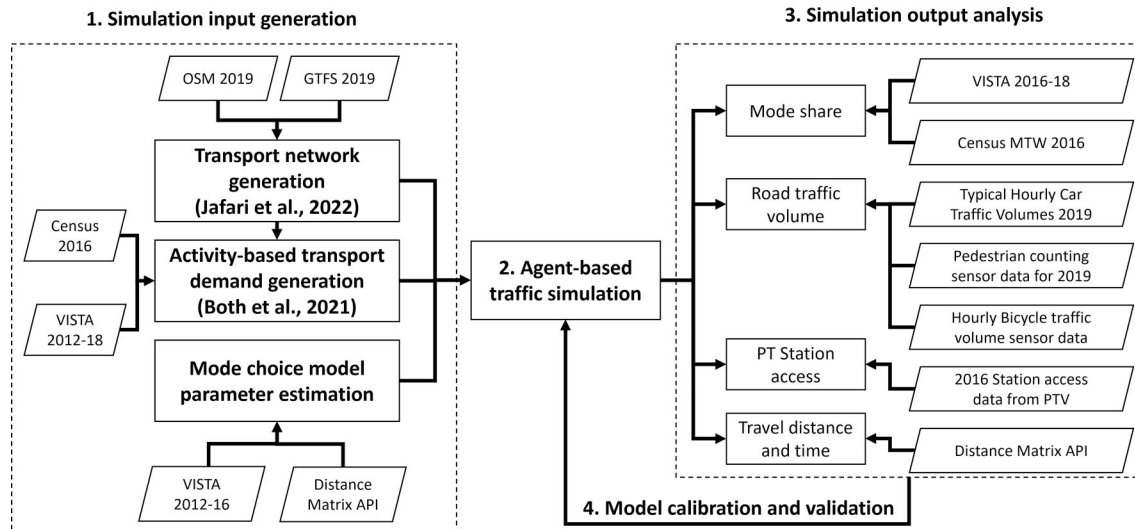 1. Simulation input generation
OSM 2019
GTFS 2019
Transport network
generation
(Jafari et al., 2022)
Census
2016
Activity-based transport
demand generation
(Both et al., 2021)
VISTA
2012-18
Mode choice model
parameter estimation
VISTA
2012-16
Distance
Matrix API
2. Agent-based
traffic simulation
3. Simulation output analysis
Mode share
VISTA 2016-18
Census MTW 2016
Road traffic
volume
Typical Hourly Car
Traffic Volumes 2019
Pedestrian counting
sensor data for 2019
Hourly Bicycle traffic
volume sensor data
PT Station
access
2016 Station access
data from PTV
Travel distance
and time
Distance Matrix API
4. Model calibration and validation